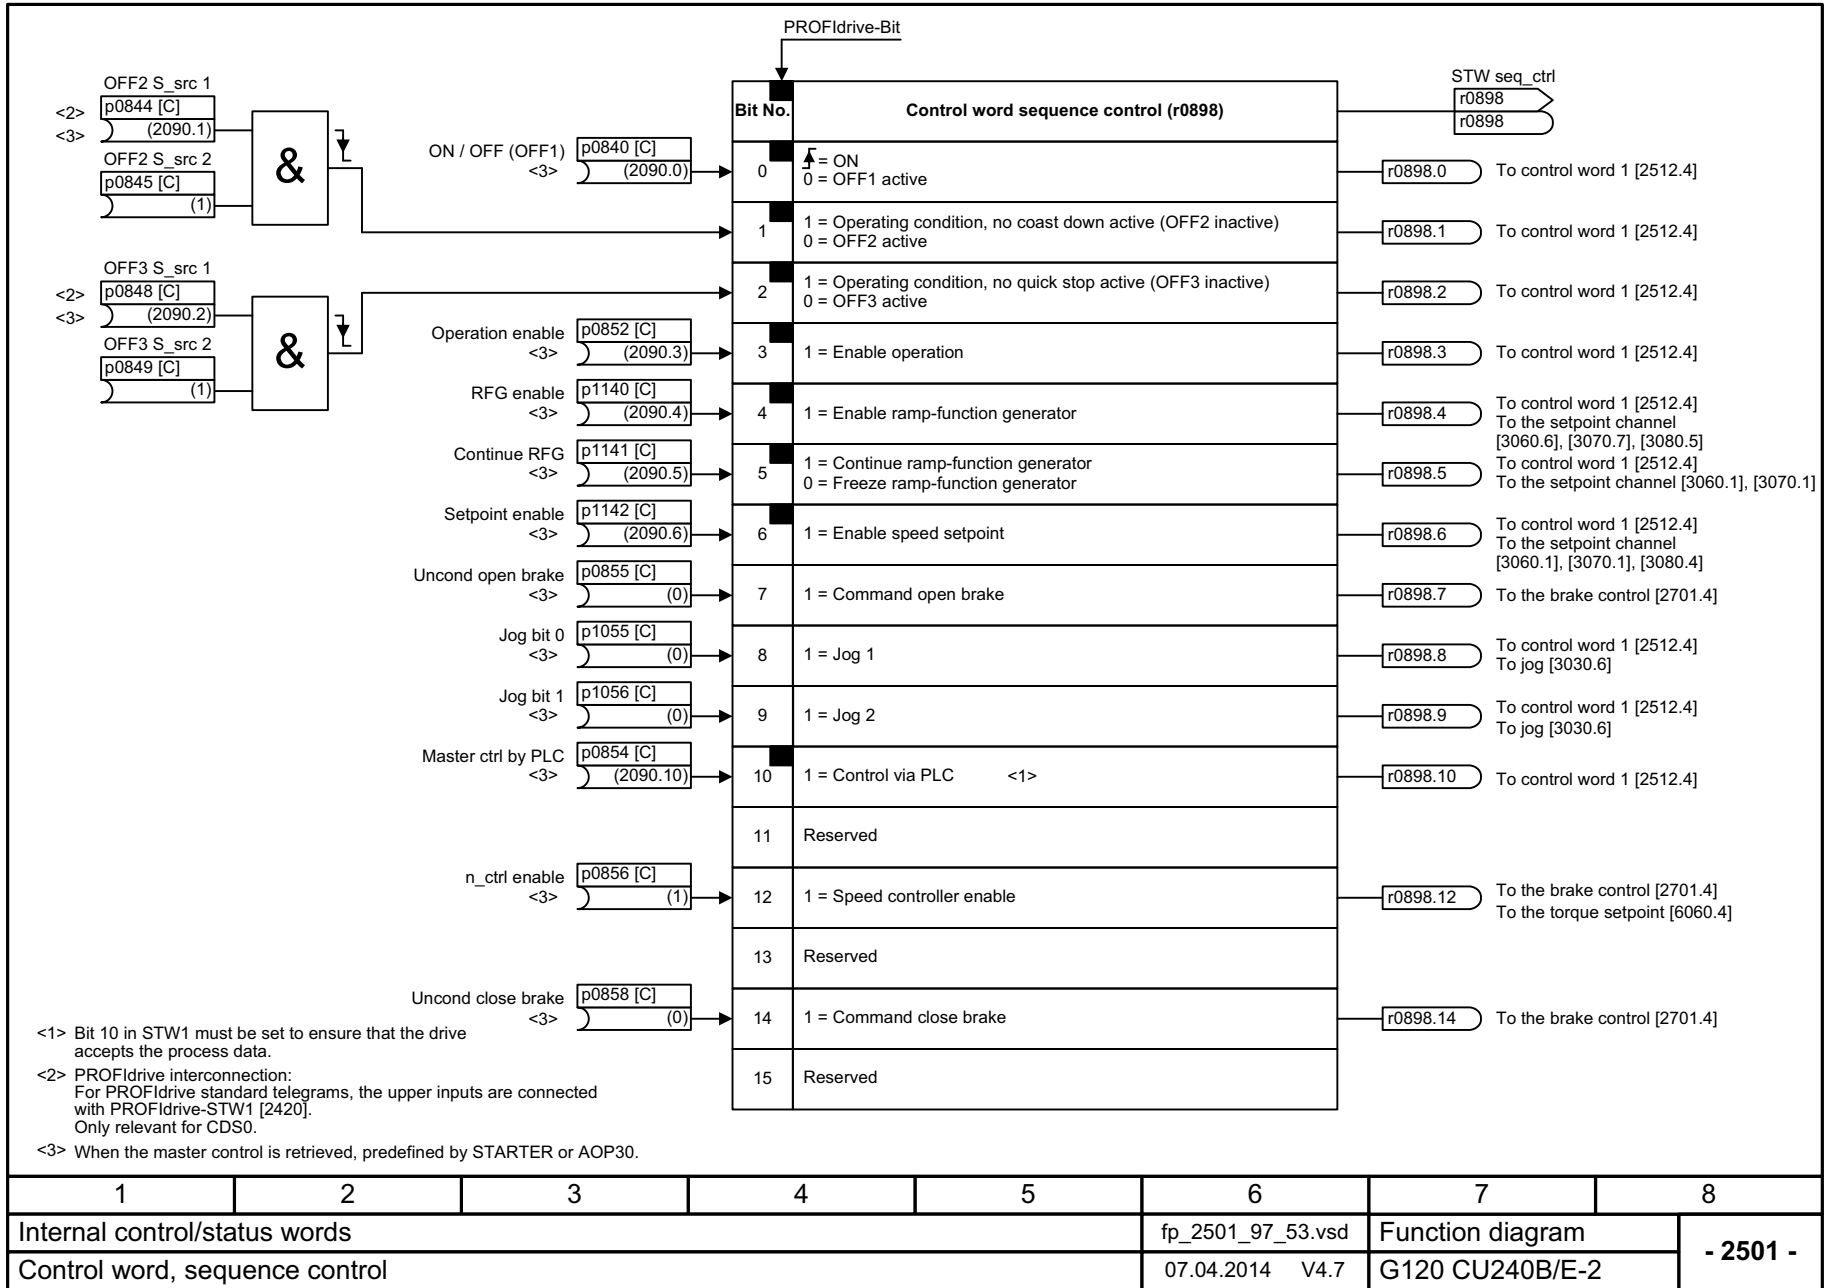 PROFIdrive-Bit
OFF2 S_src 1
<2> p0844 [C]
<3> (2090.1)
OFF2 S_src 2
p0845 [C]
(1)
&
OFF3 S_src 1
<2> p0848 [C]
<3> (2090.2)
OFF3 S_src 2
p0849 [C]
(1)
&
Bit No. Control word sequence control (r0898)
STW seq_ctrl
r0898
r0898
ON / OFF (OFF1) p0840 [C]
<3> (2090.0)
0 = ON
0 = OFF1 active
r0898.0 To control word 1 [2512.4]
1 1 = Operating condition, no coast down active (OFF2 inactive)
0 = OFF2 active
r0898.1 To control word 1 [2512.4]
2 1 = Operating condition, no quick stop active (OFF3 inactive)
0 = OFF3 active
r0898.2 To control word 1 [2512.4]
Operation enable p0852 [C]
<3> (2090.3)
3 1 = Enable operation
r0898.3 To control word 1 [2512.4]
RFG enable p1140 [C]
<3> (2090.4)
4 1 = Enable ramp-function generator
r0898.4 To control word 1 [2512.4]
To the setpoint channel
[3060.6], [3070.7], [3080.5]
Continue RFG p1141 [C]
<3> (2090.5)
5 1 = Continue ramp-function generator
0 = Freeze ramp-function generator
r0898.5 To control word 1 [2512.4]
To the setpoint channel [3060.1], [3070.1]
Setpoint enable p1142 [C]
<3> (2090.6)
6 1 = Enable speed setpoint
r0898.6 To control word 1 [2512.4]
To the setpoint channel
[3060.1], [3070.1], [3080.4]
Uncond open brake p0855 [C]
<3> (0)
7 1 = Command open brake
r0898.7 To the brake control [2701.4]
Jog bit 0 p1055 [C]
<3> (0)
8 1 = Jog 1
r0898.8 To control word 1 [2512.4]
To jog [3030.6]
Jog bit 1 p1056 [C]
<3> (0)
9 1 = Jog 2
r0898.9 To control word 1 [2512.4]
To jog [3030.6]
Master ctrl by PLC p0854 [C]
<3> (2090.10)
10 1 = Control via PLC <1>
r0898.10 To control word 1 [2512.4]
11 Reserved
n_ctrl enable p0856 [C]
<3> (1)
12 1 = Speed controller enable
r0898.12 To the brake control [2701.4]
To the torque setpoint [6060.4]
13 Reserved
Uncond close brake p0858 [C]
<3> (0)
14 1 = Command close brake
r0898.14 To the brake control [2701.4]
15 Reserved
<1> Bit 10 in STW1 must be set to ensure that the drive
accepts the process data.
<2> PROFIdrive interconnection:
For PROFIdrive standard telegrams, the upper inputs are connected
with PROFIdrive-STW1 [2420].
Only relevant for CDS0.
<3> When the master control is retrieved, predefined by STARTER or AOP30.
1 2 3 4 5 6 7 8
Internal control/status words fp_2501_97_53.vsd Function diagram - 2501 -
Control word, sequence control 07.04.2014 V4.7 G120 CU240B/E-2